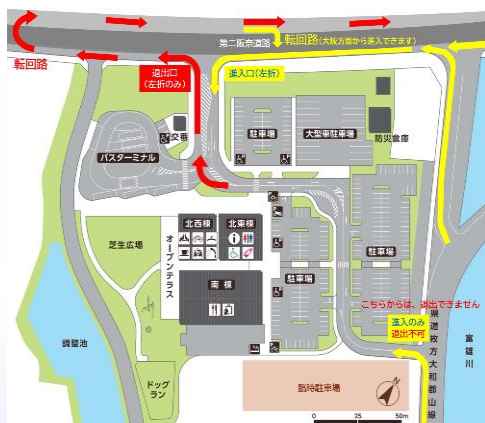 第二阪奈道路
転回路(大阪方面から進入できます)
転回路
退出口
(左折のみ)
進入口(左折)
交番
駐車場
大型車駐車場
防災倉庫
バスターミナル
北西棟
北東棟
芝生広場
オープンテラス
南棟
駐車場
駐車場
こちらからは、退出できません
進入のみ
退出不可
県道枚方大和郡山線
富雄川
調整池
ドッグ
ラン
臨時駐車場
0 25 50m